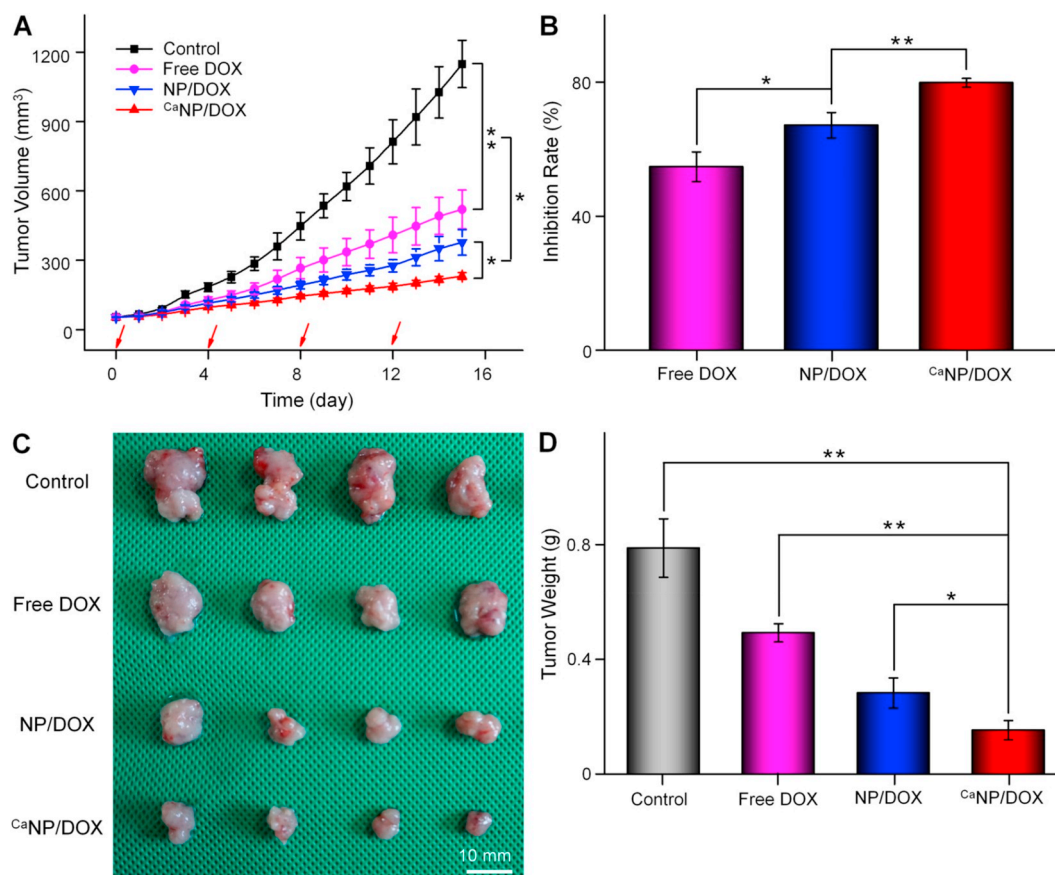 A
1200
900
600
300
0
Tumor Volume (mm³)
Control
Free DOX
NP/DOX
CaNP/DOX
**
*
*
0
4
8
12
16
Time (day)
B
80
40
0
Inhibition Rate (%)
*
**
Free DOX
NP/DOX
CaNP/DOX
C
Control
Free DOX
NP/DOX
CaNP/DOX
10 mm
D
0.8
0.4
0
Tumor Weight (g)
**
**
*
Control
Free DOX
NP/DOX
CaNP/DOX